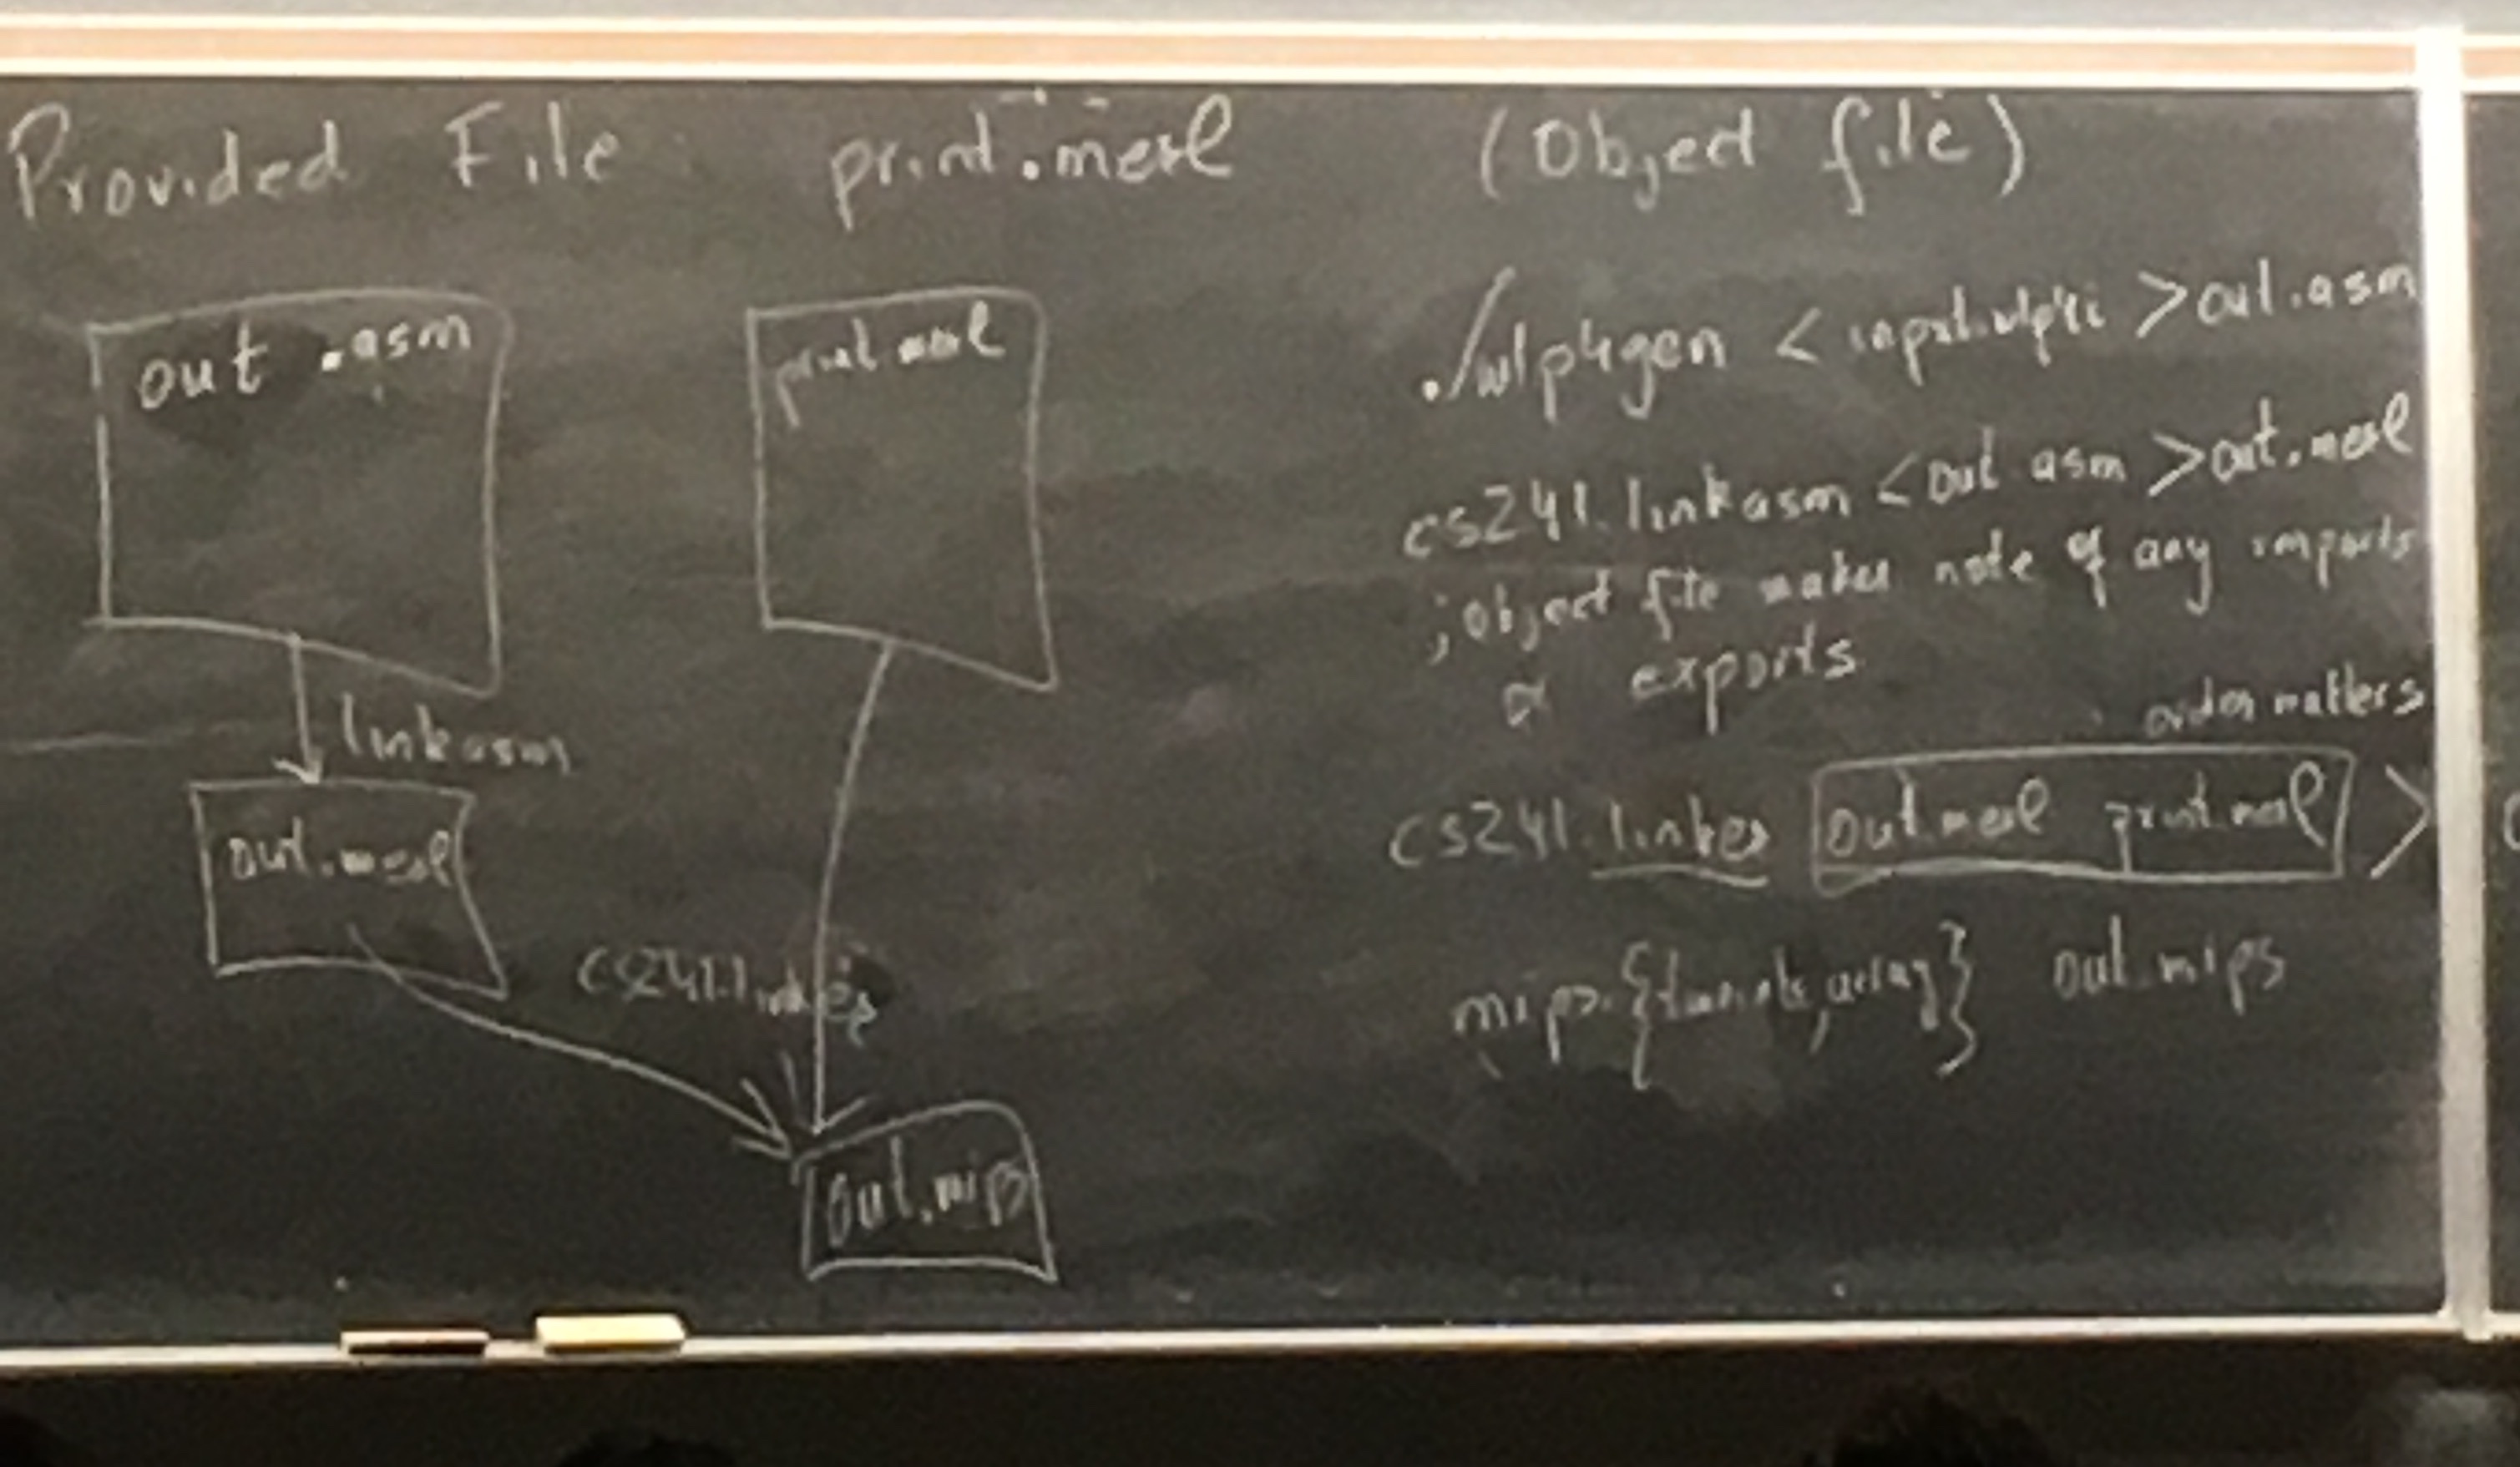 Provided File print.merl (Object file)
out .asm
print merl
linkasm
out.merl
cs241.linker
out.mips
./wlp4gen < input.wlp4i > out.asm
cs241.linkasm < out asm > out.merl
; object file makes note of any imports
or exports
order matters
cs241.linker out.merl print.merl >
mips.{twoints,array} out.mips